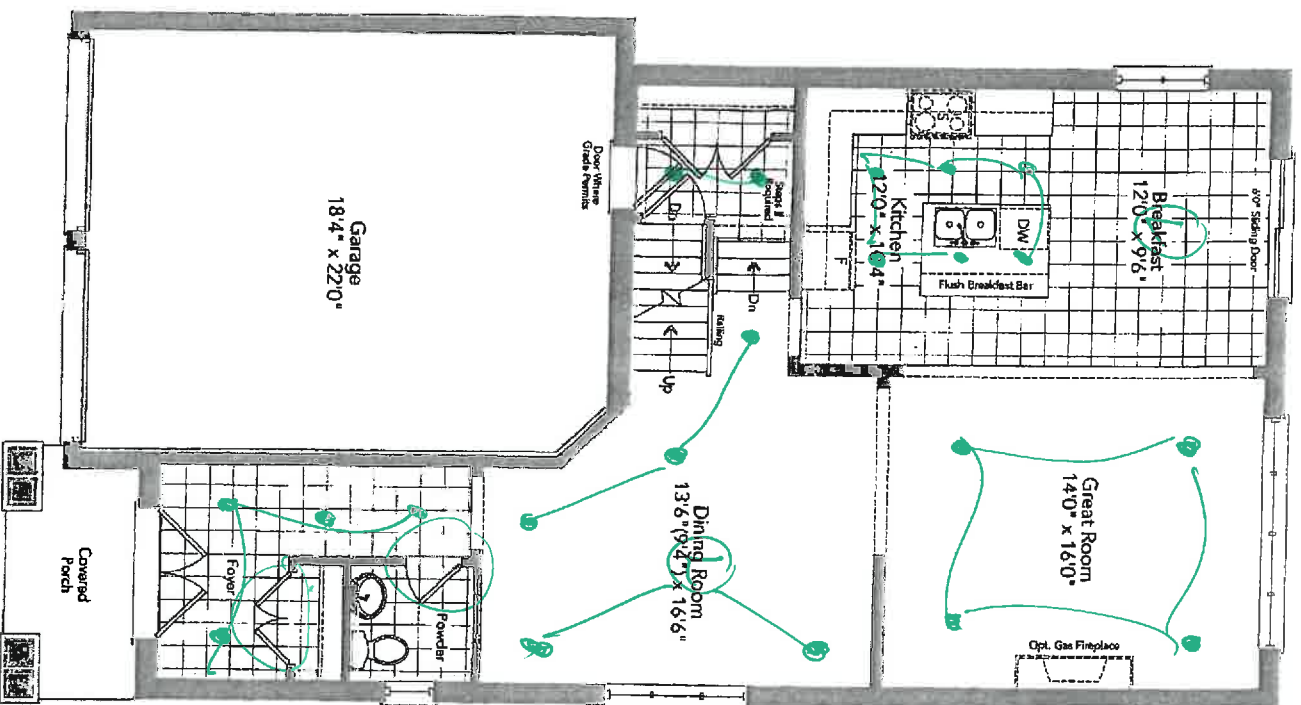 6'0" Sliding Door
Breakfast
12'0" x 9'6"
Kitchen
12'0" x 10'4"
S
DW
F
Flush Breakfast Bar
Great Room
14'0" x 16'0"
Opt. Gas Fireplace
Steps If
Required
Door Where
Grade Permits
Dn
Dn
Railing
Up
Garage
18'4" x 22'0"
Dining Room
13'6"(9'4") x 16'6"
Powder
Foyer
Covered
Porch